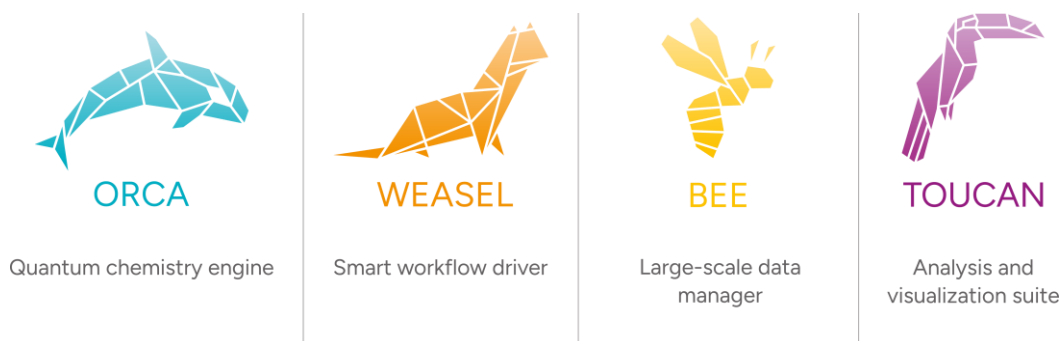 ORCA
Quantum chemistry engine
WEASEL
Smart workflow driver
BEE
Large-scale data
manager
TOUCAN
Analysis and
visualization suite